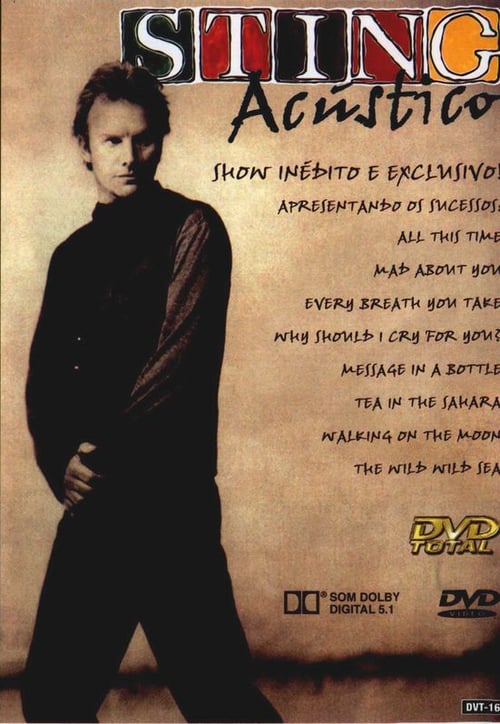 STING
Acústico
SHOW INÉDITO E EXCLUSIVO!
APRESENTANDO OS SUCESSOS:
ALL THIS TIME
MAD ABOUT YOU
EVERY BREATH YOU TAKE
WHY SHOULD I CRY FOR YOU?
MESSAGE IN A BOTTLE
TEA IN THE SAHARA
WALKING ON THE MOON
THE WILD WILD SEA
DVD
TOTAL
® SOM DOLBY
DIGITAL 5.1
DVD
VIDEO
DVT-16